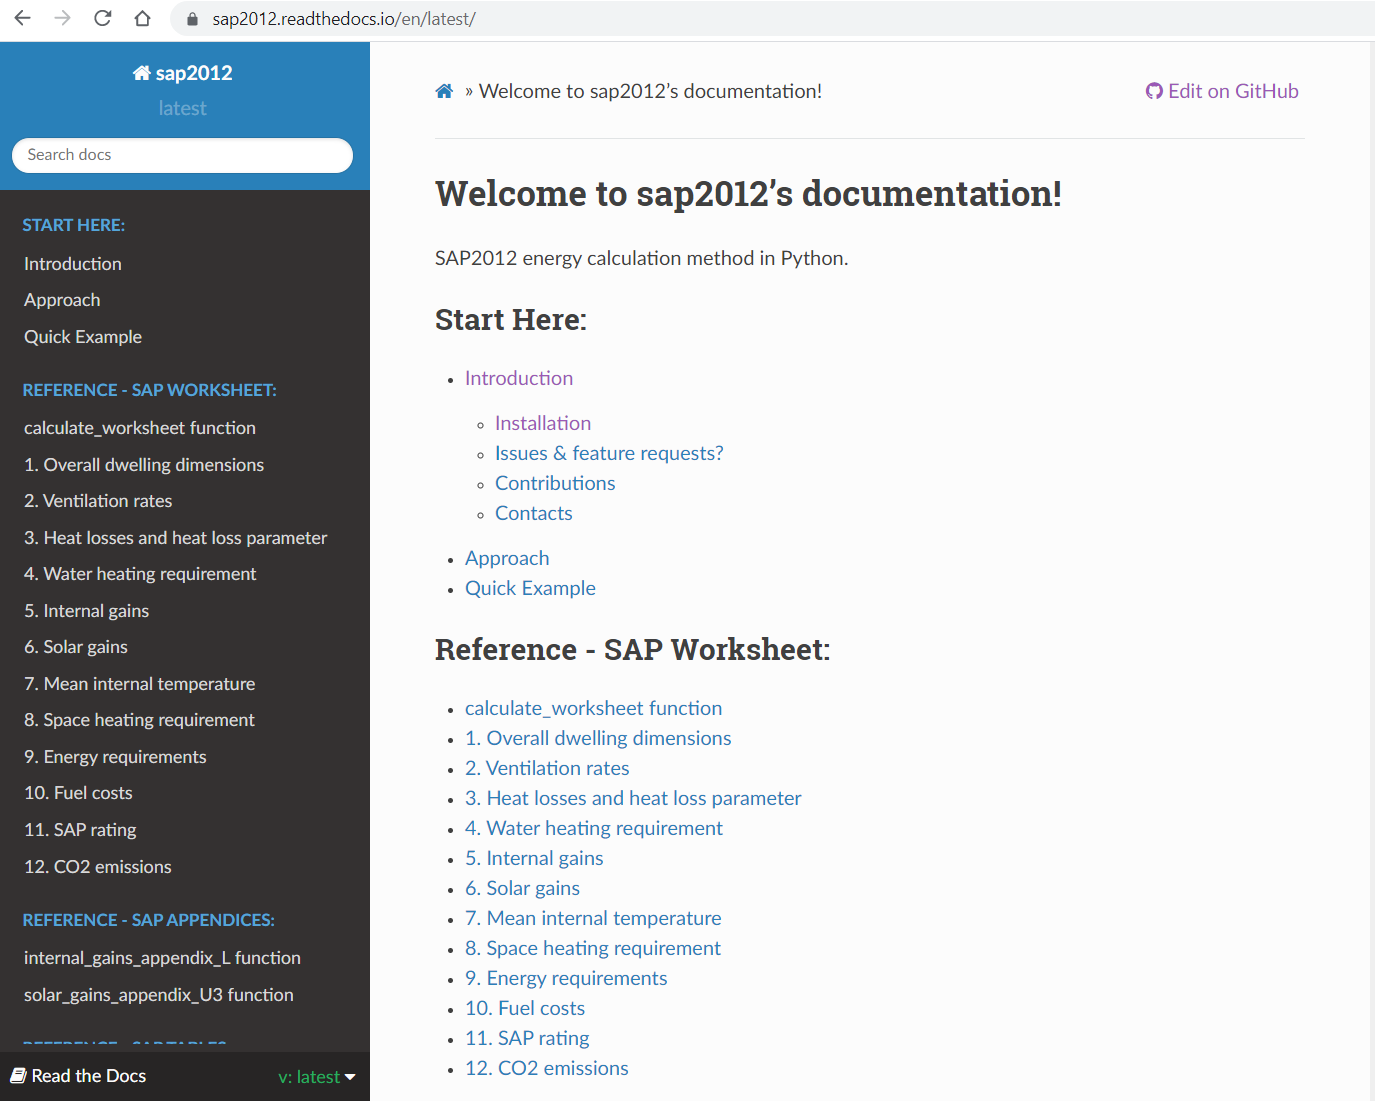 sap2012.readthedocs.io/en/latest/
sap2012
latest
Search docs
START HERE:
Introduction
Approach
Quick Example
REFERENCE - SAP WORKSHEET:
calculate_worksheet function
1. Overall dwelling dimensions
2. Ventilation rates
3. Heat losses and heat loss parameter
4. Water heating requirement
5. Internal gains
6. Solar gains
7. Mean internal temperature
8. Space heating requirement
9. Energy requirements
10. Fuel costs
11. SAP rating
12. CO2 emissions
REFERENCE - SAP APPENDICES:
internal_gains_appendix_L function
solar_gains_appendix_U3 function
REFERENCE - SAP TABLES
Read the Docs
v: latest
» Welcome to sap2012’s documentation!
Edit on GitHub
Welcome to sap2012’s documentation!
SAP2012 energy calculation method in Python.
Start Here:
Introduction
Installation
Issues & feature requests?
Contributions
Contacts
Approach
Quick Example
Reference - SAP Worksheet:
calculate_worksheet function
1. Overall dwelling dimensions
2. Ventilation rates
3. Heat losses and heat loss parameter
4. Water heating requirement
5. Internal gains
6. Solar gains
7. Mean internal temperature
8. Space heating requirement
9. Energy requirements
10. Fuel costs
11. SAP rating
12. CO2 emissions